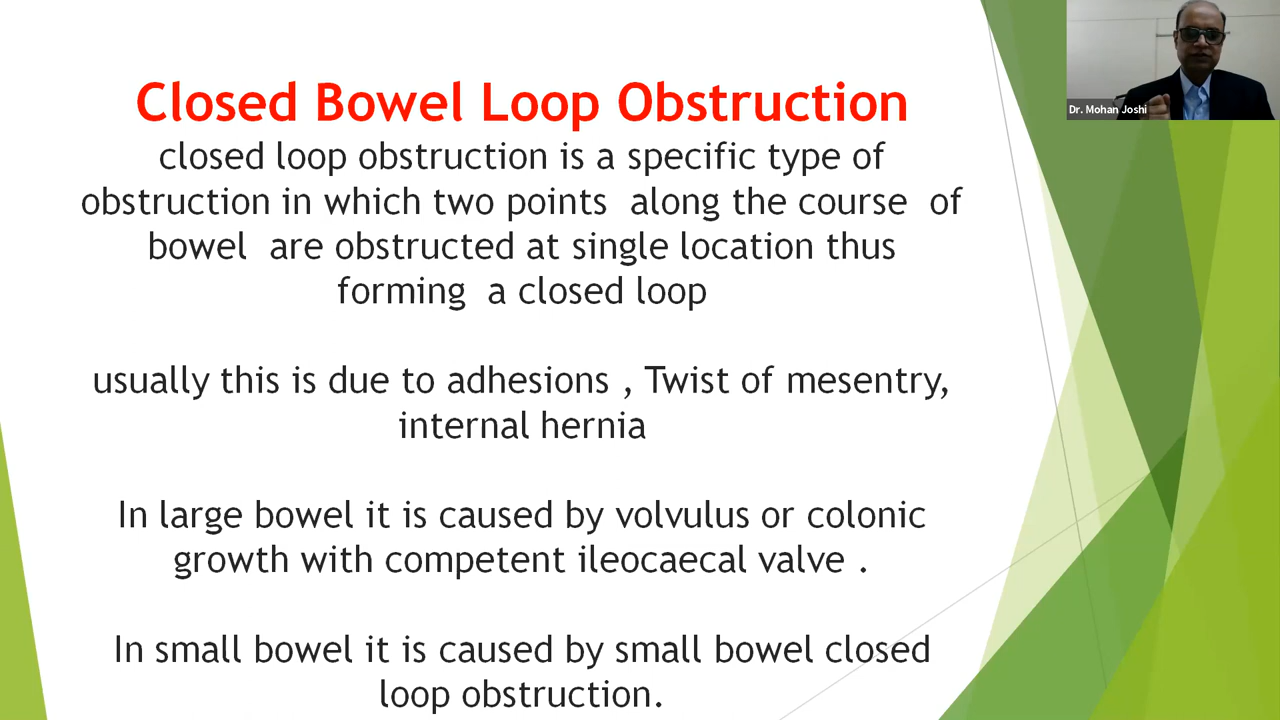 Closed Bowel Loop Obstruction
closed loop obstruction is a specific type of
obstruction in which two points along the course of
bowel are obstructed at single location thus
forming a closed loop
usually this is due to adhesions , Twist of mesentry,
internal hernia
In large bowel it is caused by volvulus or colonic
growth with competent ileocaecal valve .
In small bowel it is caused by small bowel closed
loop obstruction.
Dr. Mohan Joshi